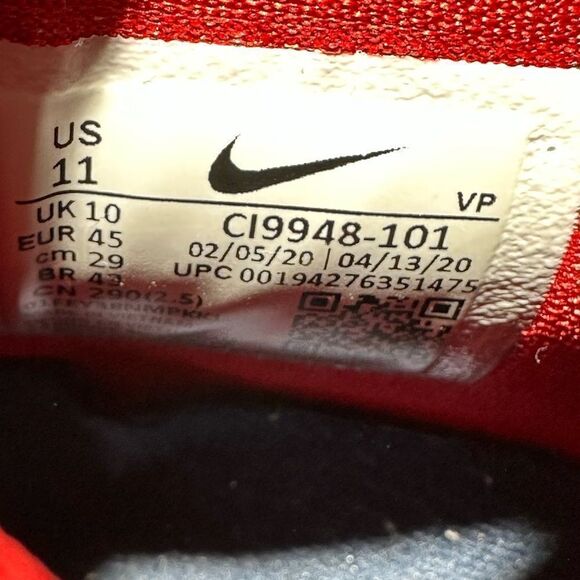 US
11
VP
UK 10
EUR 45
cm 29
BR 43
CN 290(2.5)
CI9948-101
02/05/20 | 04/13/20
UPC 00194276351475